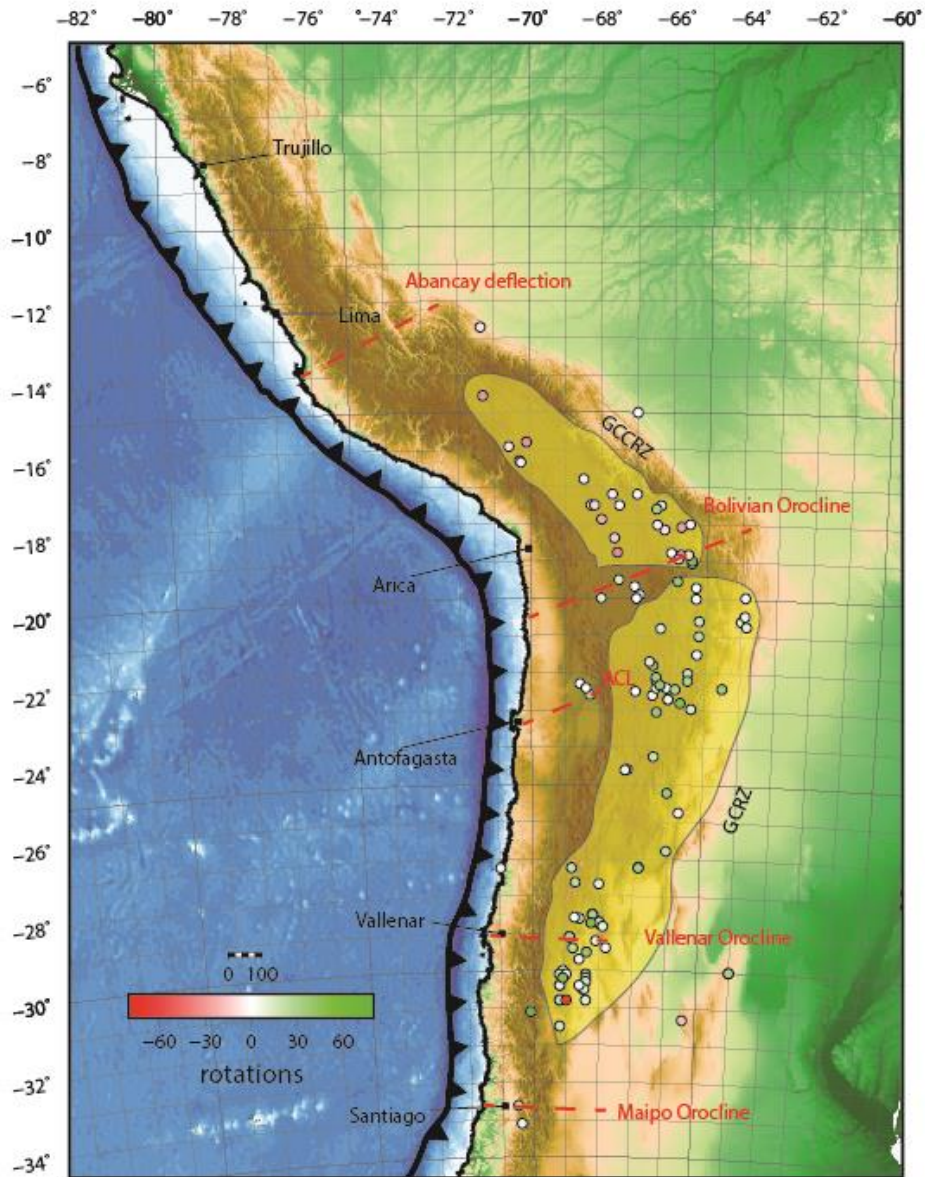 −82 −80° −78° −76° −74° −72° −70° −68° −66° −64° −62° −60°
−6°
−8°
−10°
−12°
−14°
−16°
−18°
−20°
−22°
−24°
−26°
−28°
−30°
−32°
−34°
Trujillo
Abancay deflection
Lima
GCCRZ
Bolivian Orocline
Arica
ACL
Antofagasta
GCRZ
Vallenar
Vallenar Orocline
0 100
−60 −30 0 30 60
rotations
Santiago
Maipo Orocline